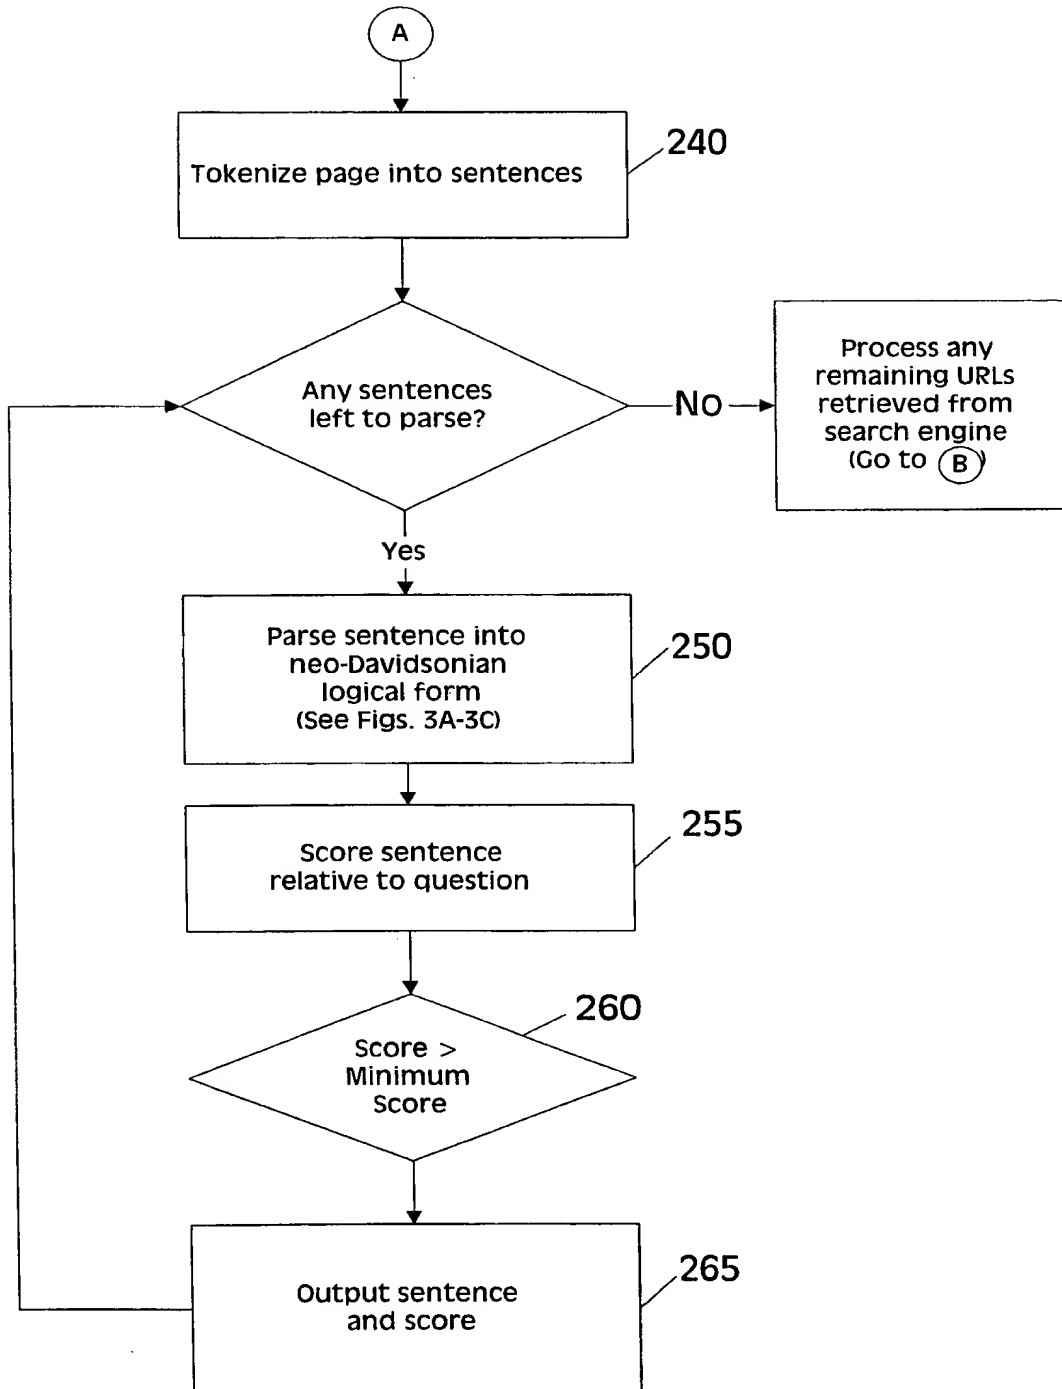 A
Tokenize page into sentences
240
Any sentences
left to parse?
No
Process any
remaining URLs
retrieved from
search engine
(Go to B)
Yes
Parse sentence into
neo-Davidsonian
logical form
(See Figs. 3A-3C)
250
Score sentence
relative to question
255
260
Score >
Minimum
Score
Output sentence
and score
265